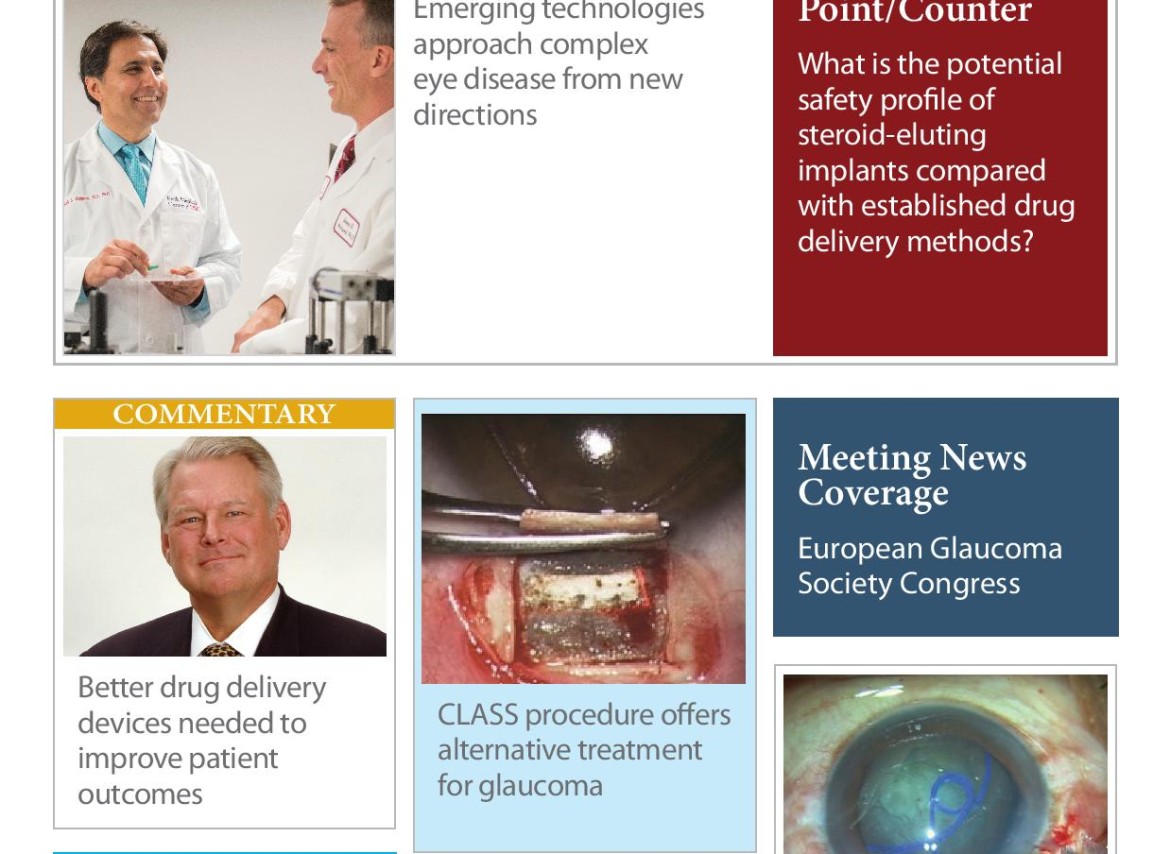 Emerging technologies
approach complex
eye disease from new
directions
Point/Counter
What is the potential
safety profile of
steroid-eluting
implants compared
with established drug
delivery methods?
COMMENTARY
Better drug delivery
devices needed to
improve patient
outcomes
CLASS procedure offers
alternative treatment
for glaucoma
Meeting News
Coverage
European Glaucoma
Society Congress